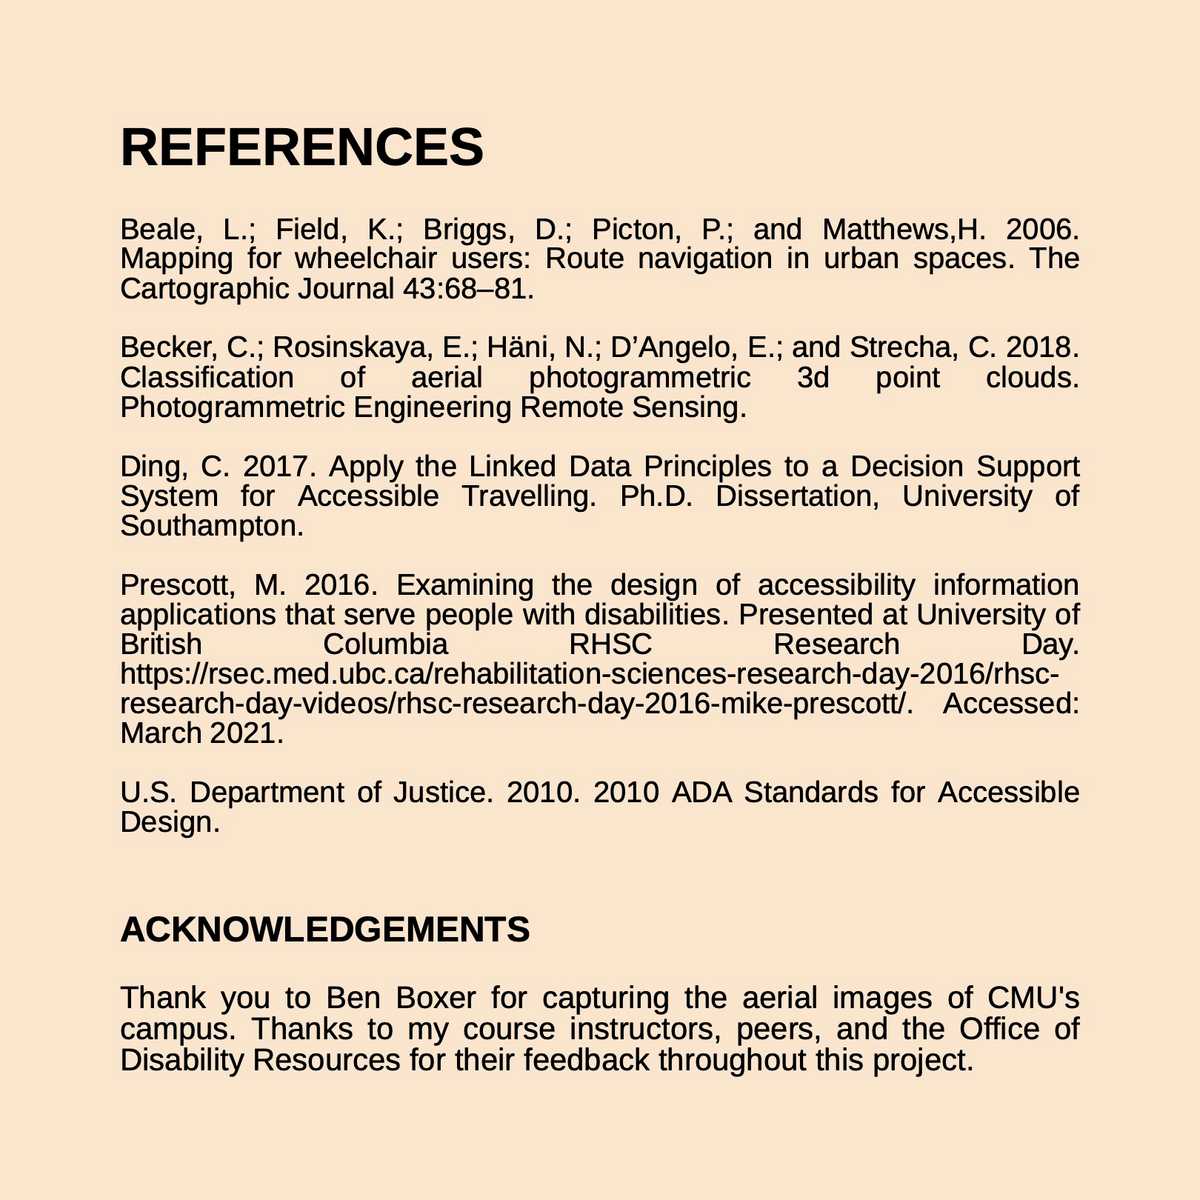 REFERENCES
Beale, L.; Field, K.; Briggs, D.; Picton, P.; and Matthews,H. 2006.
Mapping for wheelchair users: Route navigation in urban spaces. The
Cartographic Journal 43:68–81.
Becker, C.; Rosinskaya, E.; Häni, N.; D’Angelo, E.; and Strecha, C. 2018.
Classification of aerial photogrammetric 3d point clouds.
Photogrammetric Engineering Remote Sensing.
Ding, C. 2017. Apply the Linked Data Principles to a Decision Support
System for Accessible Travelling. Ph.D. Dissertation, University of
Southampton.
Prescott, M. 2016. Examining the design of accessibility information
applications that serve people with disabilities. Presented at University of
British Columbia RHSC Research Day.
https://rsec.med.ubc.ca/rehabilitation-sciences-research-day-2016/rhsc-
research-day-videos/rhsc-research-day-2016-mike-prescott/. Accessed:
March 2021.
U.S. Department of Justice. 2010. 2010 ADA Standards for Accessible
Design.
ACKNOWLEDGEMENTS
Thank you to Ben Boxer for capturing the aerial images of CMU's
campus. Thanks to my course instructors, peers, and the Office of
Disability Resources for their feedback throughout this project.